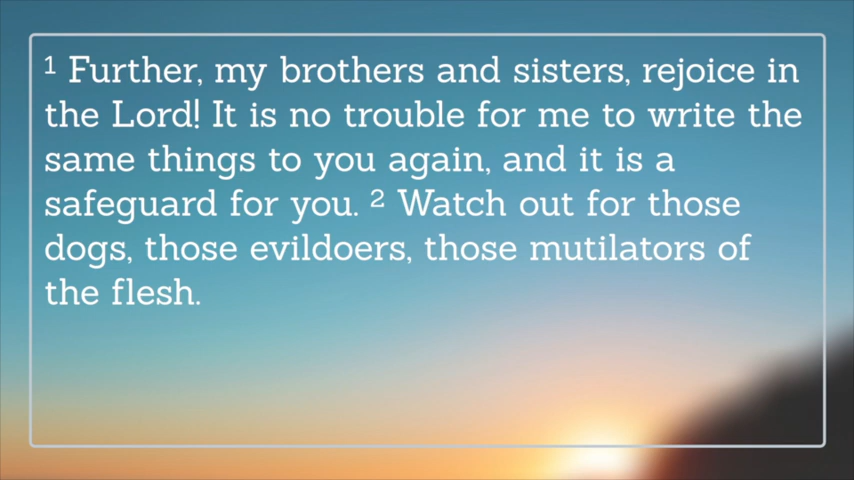 ¹ Further, my brothers and sisters, rejoice in
the Lord! It is no trouble for me to write the
same things to you again, and it is a
safeguard for you. ² Watch out for those
dogs, those evildoers, those mutilators of
the flesh.